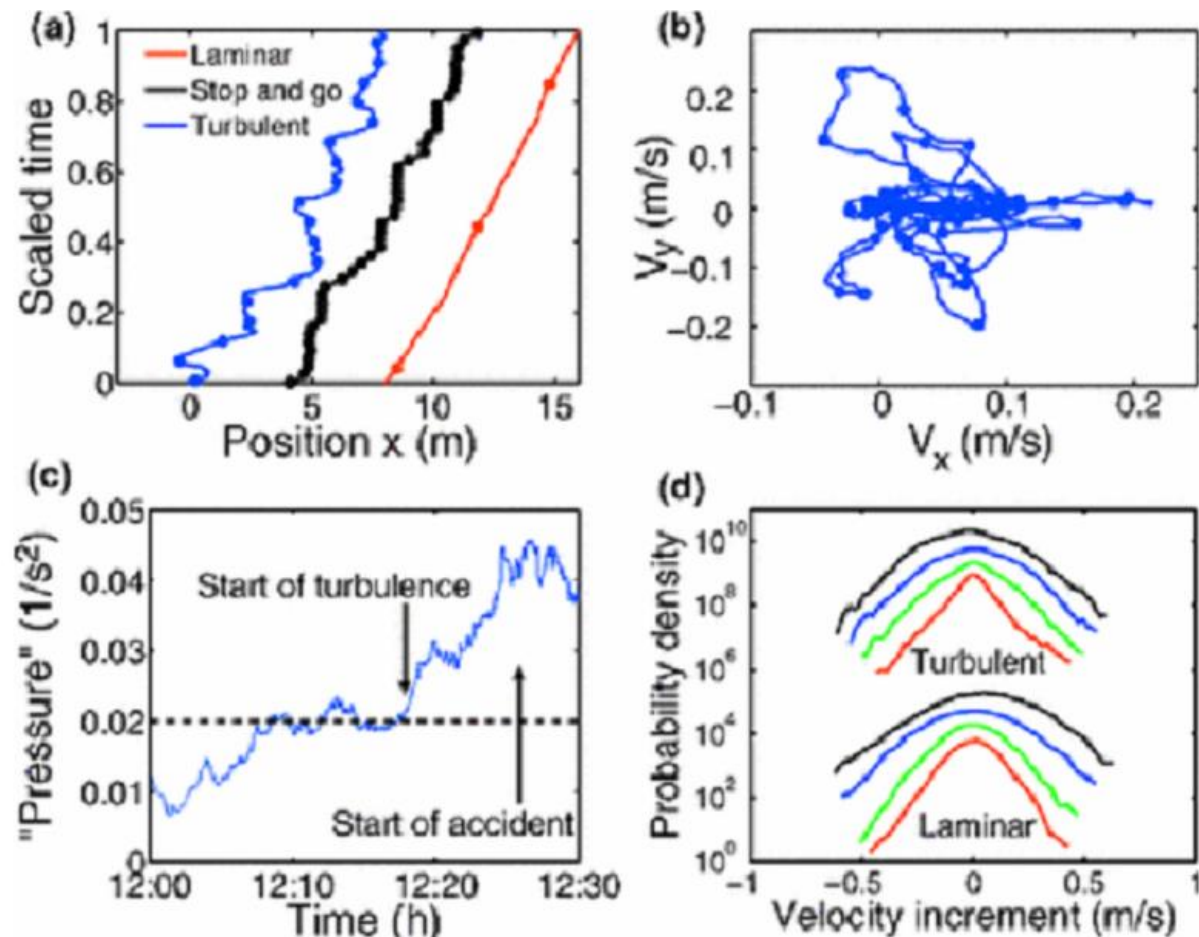 (a)
1
0.8
0.6
0.4
0.2
0
Scaled time
Laminar
Stop and go
Turbulent
0 5 10 15
Position x (m)
(b)
0.2
0.1
0
−0.1
−0.2
Vy (m/s)
−0.1 0 0.1 0.2
Vx (m/s)
(c)
0.05
0.04
0.03
0.02
0.01
0
"Pressure" (1/s²)
Start of turbulence
Start of accident
12:00 12:10 12:20 12:30
Time (h)
(d)
10¹⁰
10⁸
10⁶
10⁴
10²
10⁰
Probability density
Turbulent
Laminar
−1 −0.5 0 0.5 1
Velocity increment (m/s)